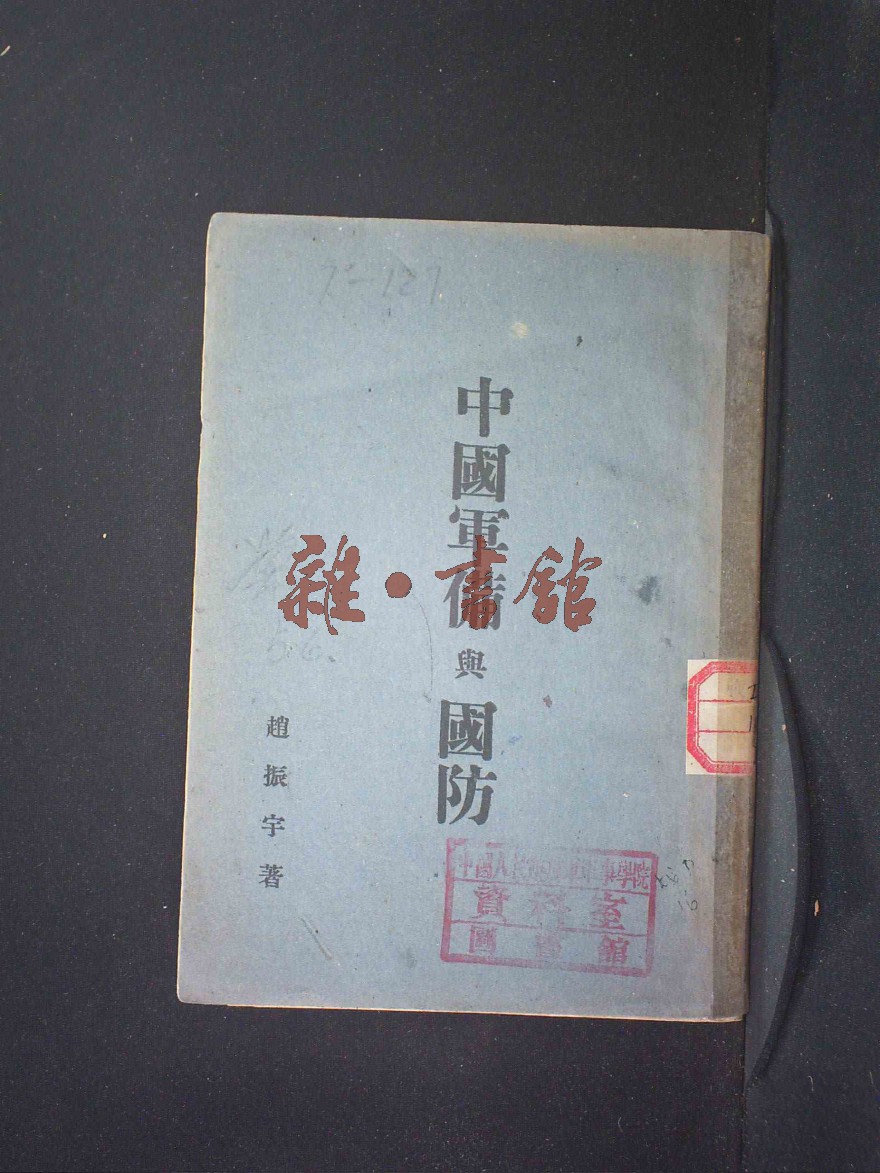 7=127
中國軍備與國防
趙振宇著
雜·書館
資料室
圖書館